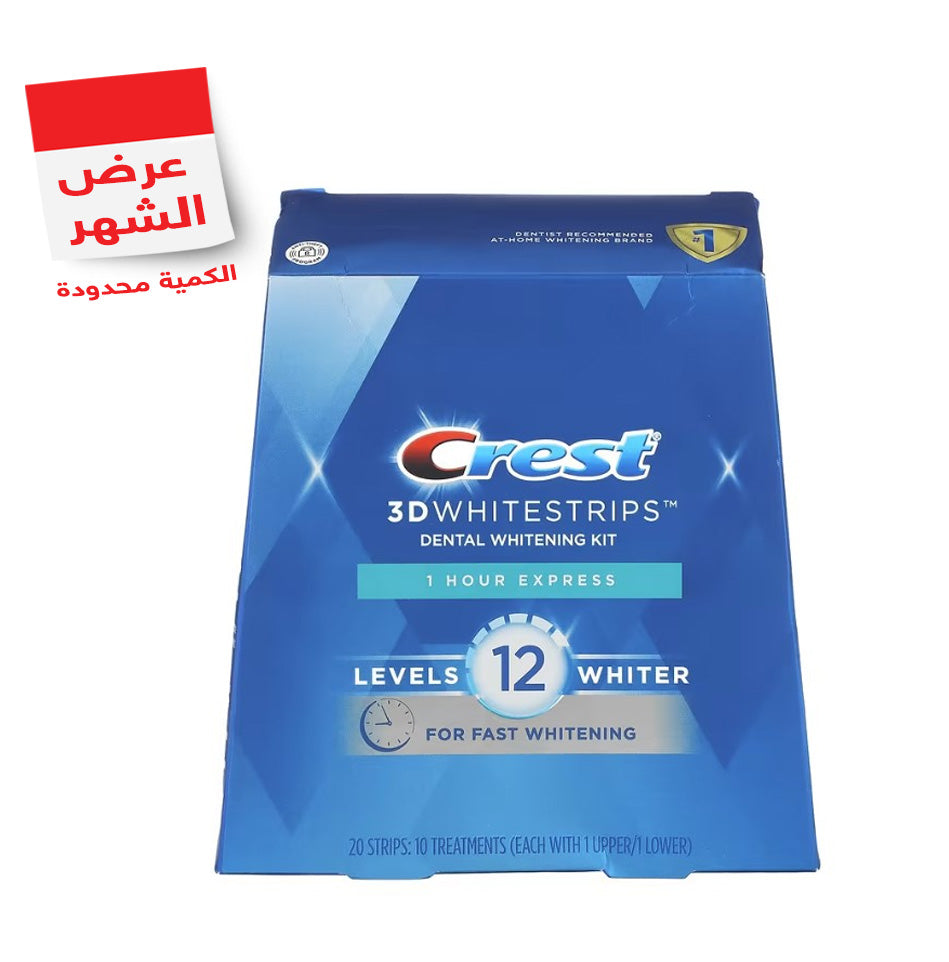 عرض
الشهر
الكمية محدودة
DENTIST RECOMMENDED
AT-HOME WHITENING BRAND
#1
Crest®
3DWHITESTRIPS™
DENTAL WHITENING KIT
1 HOUR EXPRESS
LEVELS 12 WHITER
FOR FAST WHITENING
20 STRIPS: 10 TREATMENTS (EACH WITH 1 UPPER/1 LOWER)